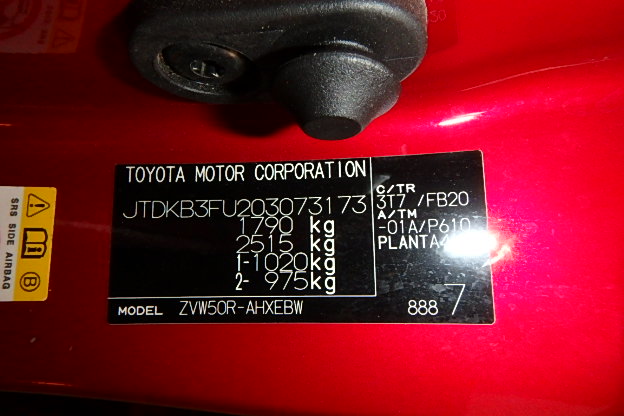 TOYOTA MOTOR CORPORATION
JTDKB3FU203073173
1790 kg
2515 kg
1-1020kg
2- 975kg
C/TR
3T7 /FB20
A/TM
-01A/P610
PLANTA
MODEL ZVW50R-AHXEBW
888 7
SRS SIDE AIRBAG